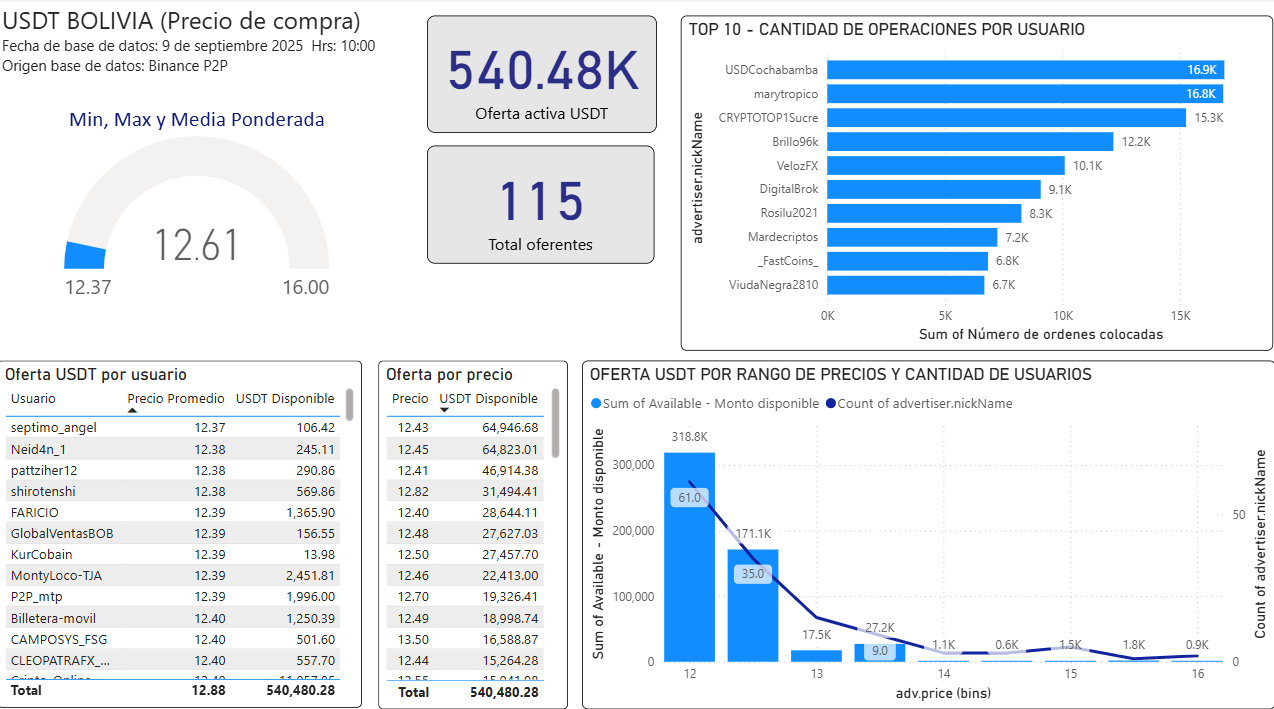 USDT BOLIVIA (Precio de compra)
Fecha de base de datos: 9 de septiembre 2025 Hrs: 10:00
Origen base de datos: Binance P2P
Min, Max y Media Ponderada
12.61
12.37
16.00
540.48K
Oferta activa USDT
115
Total oferentes
TOP 10 - CANTIDAD DE OPERACIONES POR USUARIO
advertiser.nickName
USDCochabamba 16.9K
marytropico 16.8K
CRYPTOTOP1Sucre 15.3K
Brillo96k 12.2K
VelozFX 10.1K
DigitalBrok 9.1K
Rosilu2021 8.3K
Mardecriptos 7.2K
_FastCoins_ 6.8K
ViudaNegra2810 6.7K
0K 5K 10K 15K
Sum of Número de ordenes colocadas
Oferta USDT por usuario
Usuario Precio Promedio USDT Disponible
septimo_angel 12.37 106.42
Neid4n_1 12.38 245.11
pattziher12 12.38 290.86
shirotenshi 12.38 569.86
FARICIO 12.39 1,365.90
GlobalVentasBOB 12.39 156.55
KurCobain 12.39 13.98
MontyLoco-TJA 12.39 2,451.81
P2P_mtp 12.39 1,996.00
Billetera-movil 12.40 1,250.39
CAMPOSYS_FSG 12.40 501.60
CLEOPATRAFX_... 12.40 557.70
Total 12.88 540,480.28
Oferta por precio
Precio USDT Disponible
12.43 64,946.68
12.45 64,823.01
12.41 46,914.38
12.82 31,494.41
12.40 28,644.11
12.48 27,627.03
12.50 27,457.70
12.46 22,413.00
12.70 19,326.41
12.49 18,998.74
13.50 16,588.87
12.44 15,264.28
Total 540,480.28
OFERTA USDT POR RANGO DE PRECIOS Y CANTIDAD DE USUARIOS
Sum of Available - Monto disponible Count of advertiser.nickName
Sum of Available - Monto disponible
300,000
200,000
100,000
0
318.8K
61.0
171.1K
35.0
17.5K
27.2K
9.0
1.1K
0.6K
1.5K
1.8K
0.9K
50
0
Count of advertiser.nickName
12 13 14 15 16
adv.price (bins)